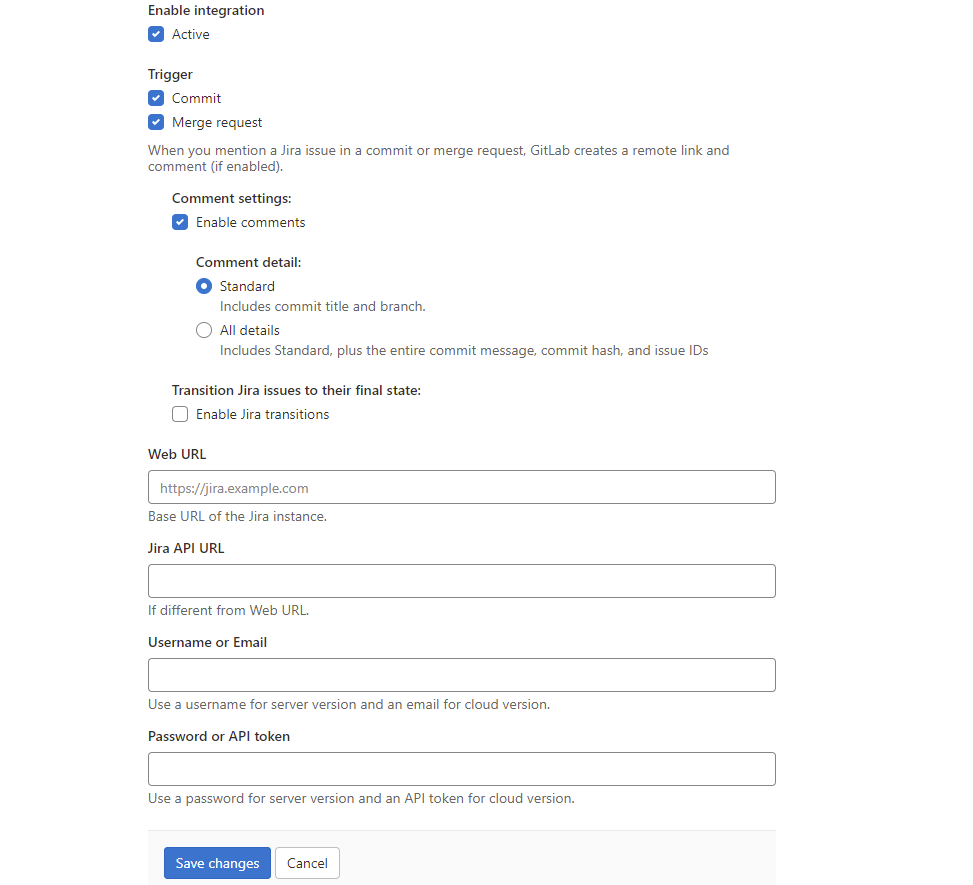 Enable integration
Active
Trigger
Commit
Merge request
When you mention a Jira issue in a commit or merge request, GitLab creates a remote link and
comment (if enabled).
Comment settings:
Enable comments
Comment detail:
Standard
Includes commit title and branch.
All details
Includes Standard, plus the entire commit message, commit hash, and issue IDs
Transition Jira issues to their final state:
Enable Jira transitions
Web URL
https://jira.example.com
Base URL of the Jira instance.
Jira API URL
If different from Web URL.
Username or Email
Use a username for server version and an email for cloud version.
Password or API token
Use a password for server version and an API token for cloud version.
Save changes Cancel